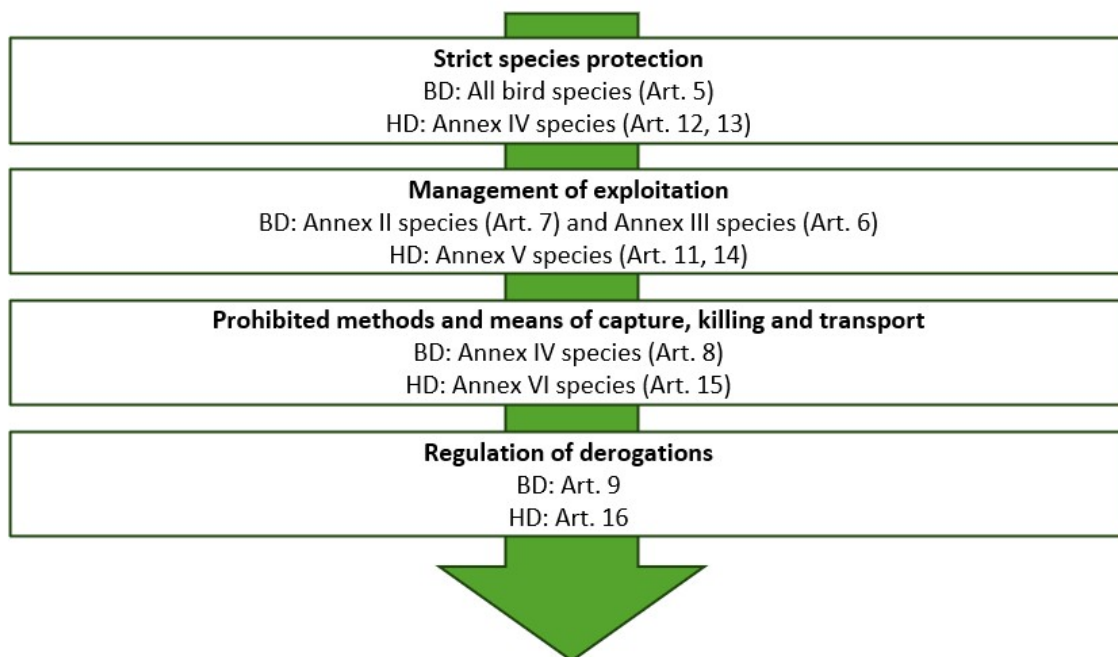 Strict species protection
BD: All bird species (Art. 5)
HD: Annex IV species (Art. 12, 13)
Management of exploitation
BD: Annex II species (Art. 7) and Annex III species (Art. 6)
HD: Annex V species (Art. 11, 14)
Prohibited methods and means of capture, killing and transport
BD: Annex IV species (Art. 8)
HD: Annex VI species (Art. 15)
Regulation of derogations
BD: Art. 9
HD: Art. 16